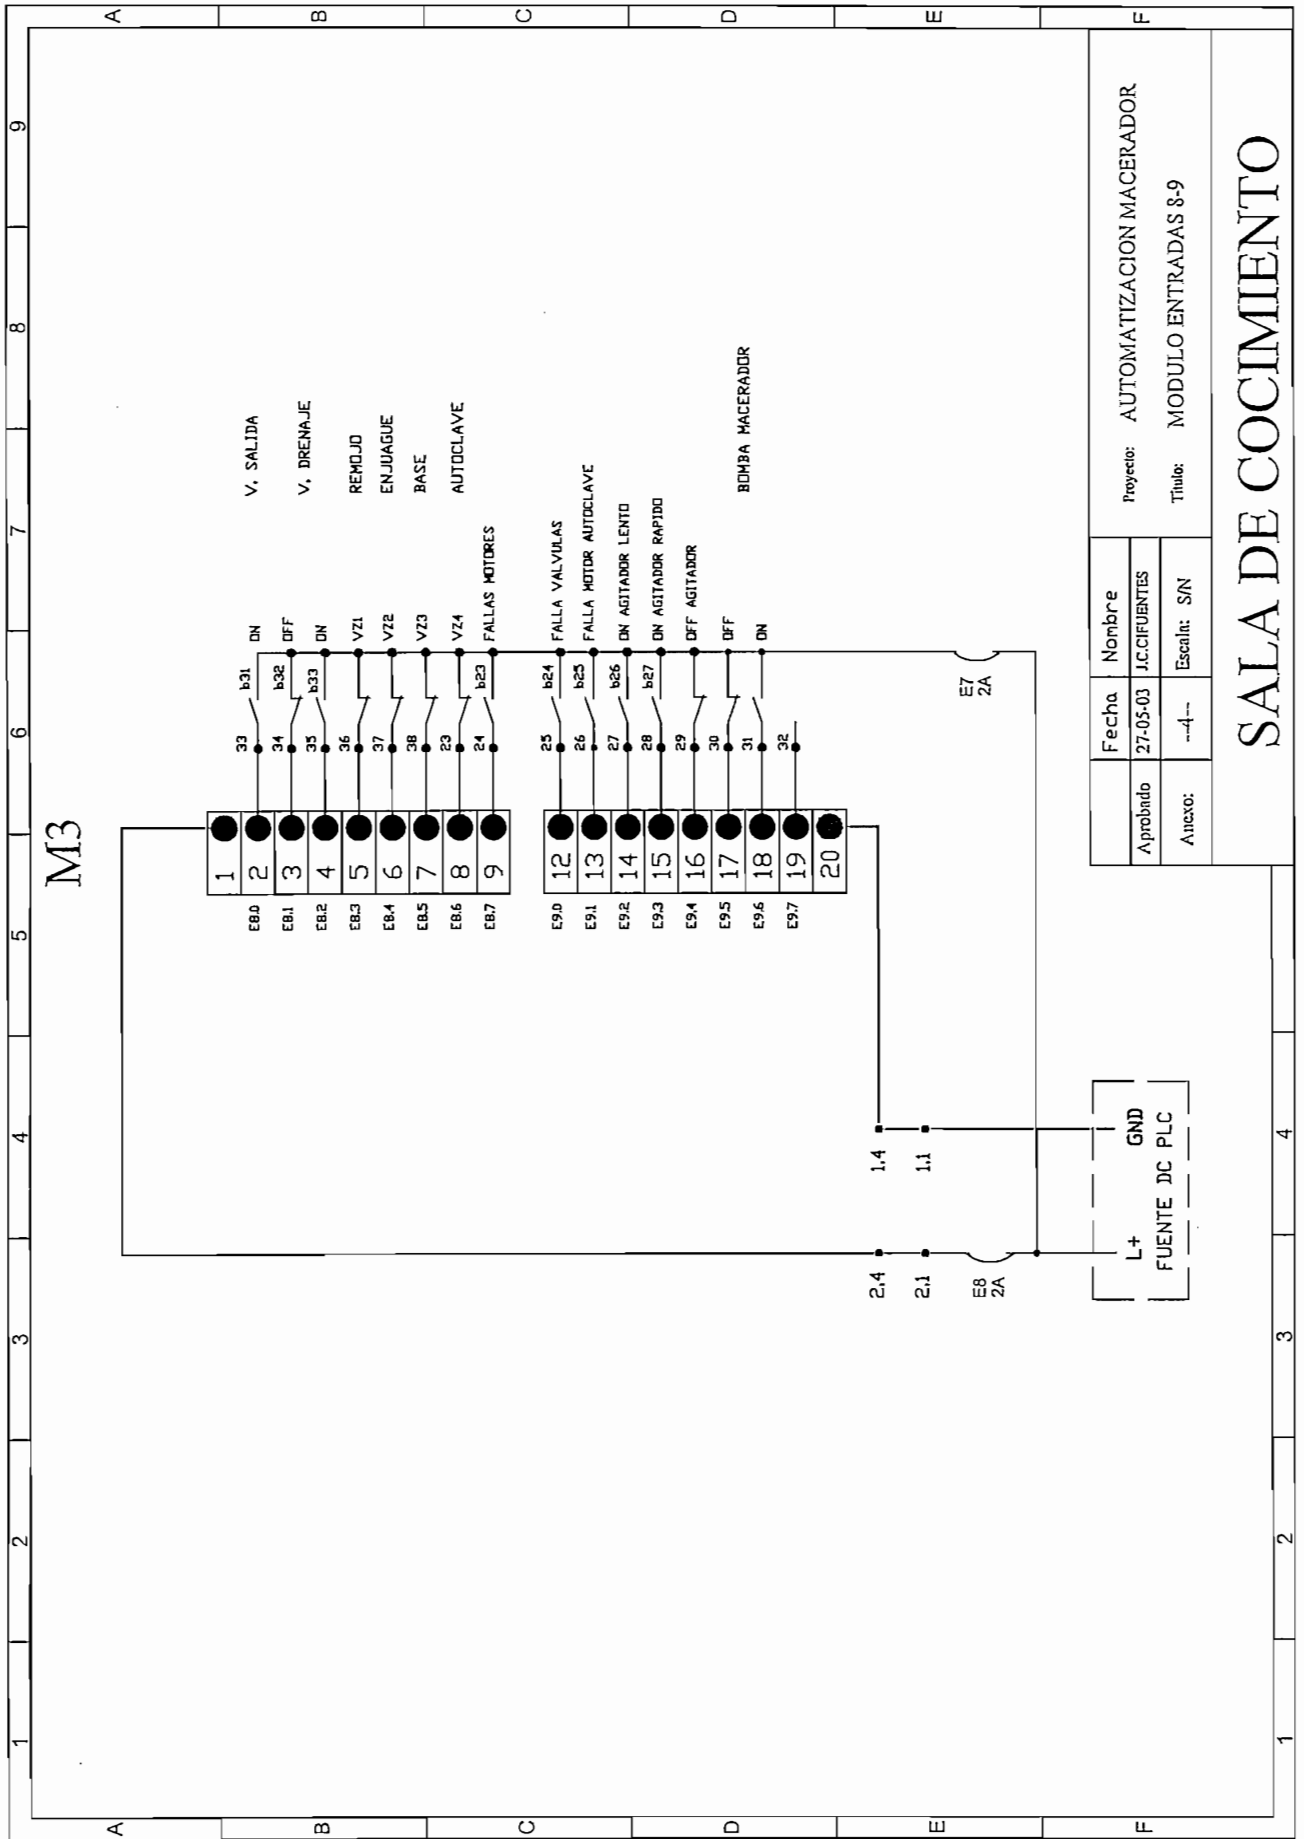 1 2 3 4 5 6 7 8 9
A
B
C
D
E
F
M3
1
E8.0 2 33 b31 ON V. SALIDA
E8.1 3 34 b32 OFF
V. DRENAJE
E8.2 4 35 b33 ON
E8.3 5 36 VZ1 REMOJO
E8.4 6 37 VZ2 ENJUAGUE
E8.5 7 38 VZ3 BASE
E8.6 8 23 VZ4 AUTOCLAVE
E8.7 9 24 b23 FALLAS MOTORES
E9.0 12 25 b24 FALLA VALVULAS
E9.1 13 26 b25 FALLA MOTOR AUTOCLAVE
E9.2 14 27 b26 ON AGITADOR LENTO
E9.3 15 28 b27 ON AGITADOR RAPIDO
E9.4 16 29 OFF AGITADOR
E9.5 17 30 OFF
BOMBA MACERADOR
E9.6 18 31 ON
E9.7 19 32
20
2.4 1.4
2.1 1.1
E7
2A
E8
2A
L+ GND
FUENTE DC PLC
Fecha Nombre
Aprobado 27-05-03 J.C.CIFUENTES
Anexo: --4-- Escala: S/N
Proyecto: AUTOMATIZACION MACERADOR
Titulo: MODULO ENTRADAS 8-9
SALA DE COCIMIENTO
A
B
C
D
E
F
1 2 3 4